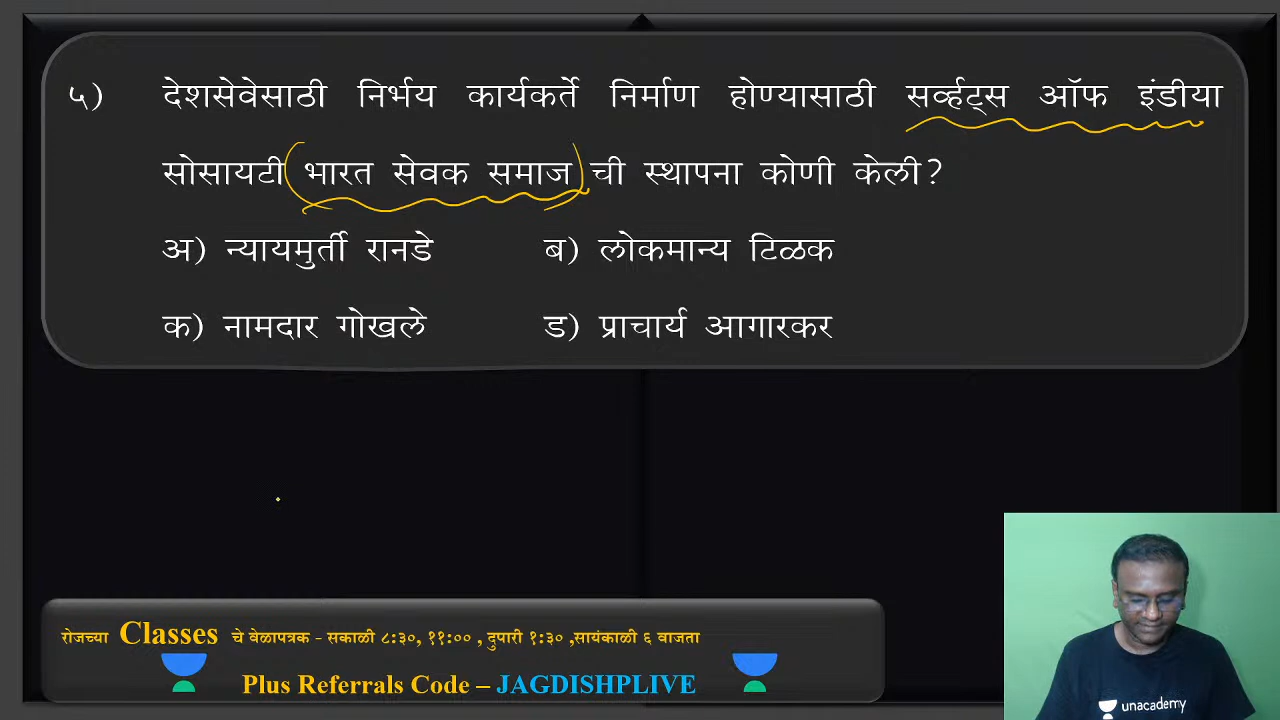 ५) देशसेवेसाठी निर्भय कार्यकर्ते निर्माण होण्यासाठी सर्व्हंट्स ऑफ इंडीया
सोसायटी (भारत सेवक समाज) ची स्थापना कोणी केली?
अ) न्यायमुर्ती रानडे ब) लोकमान्य टिळक
क) नामदार गोखले ड) प्राचार्य आगारकर
रोजच्या Classes चे वेळापत्रक - सकाळी ८:३०, ११:०० , दुपारी १:३० ,सायंकाळी ६ वाजता
Plus Referrals Code – JAGDISHPLIVE
unacademy